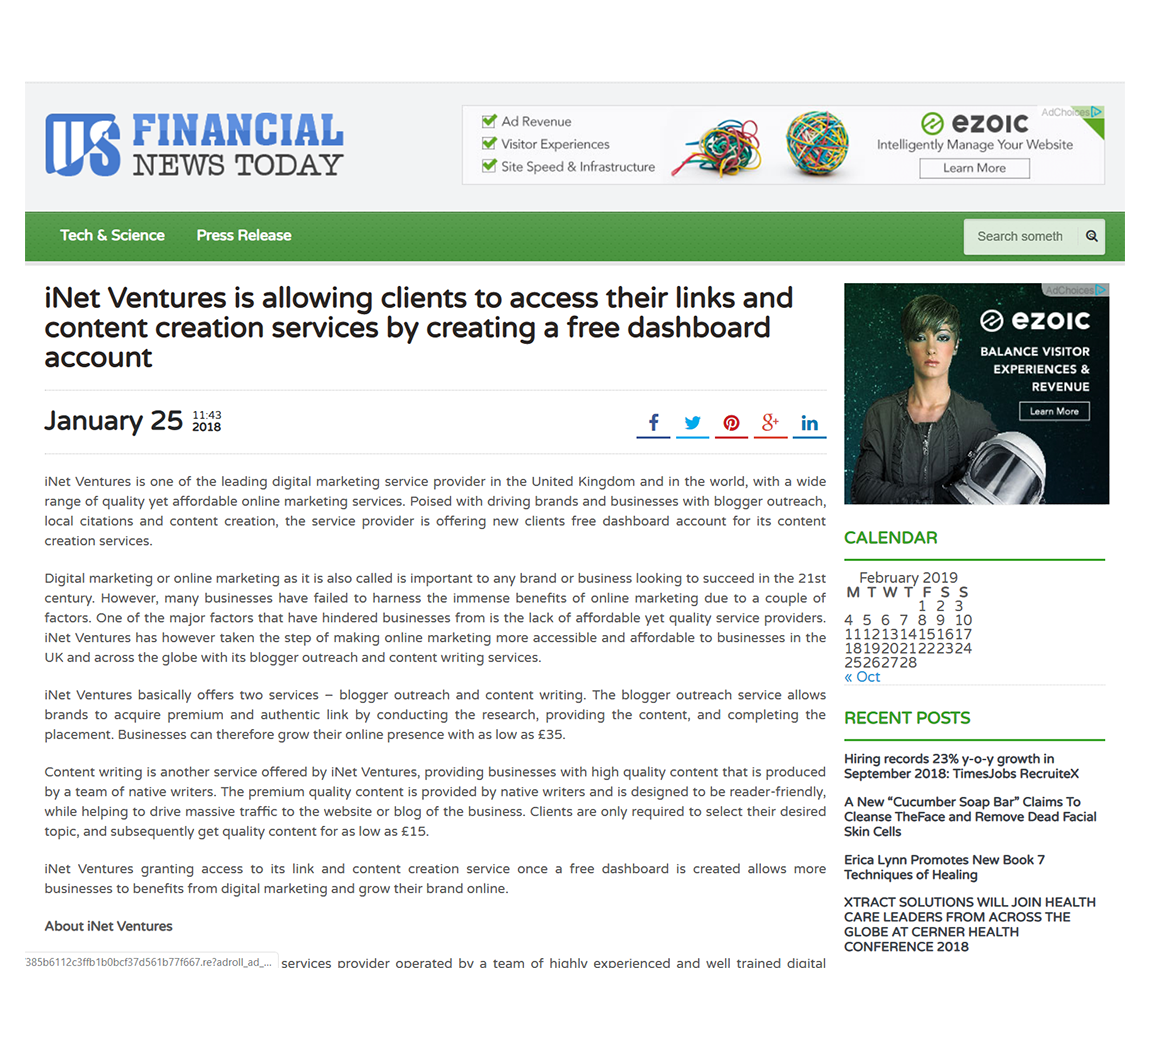 US FINANCIAL
NEWS TODAY
Ad Revenue
Visitor Experiences
Site Speed & Infrastructure
AdChoices
ezoic
Intelligently Manage Your Website
Learn More
Tech & Science
Press Release
Search someth
iNet Ventures is allowing clients to access their links and
content creation services by creating a free dashboard
account
January 25 11:43
2018
f
g+
in
iNet Ventures is one of the leading digital marketing service provider in the United Kingdom and in the world, with a wide
range of quality yet affordable online marketing services. Poised with driving brands and businesses with blogger outreach,
local citations and content creation, the service provider is offering new clients free dashboard account for its content
creation services.
Digital marketing or online marketing as it is also called is important to any brand or business looking to succeed in the 21st
century. However, many businesses have failed to harness the immense benefits of online marketing due to a couple of
factors. One of the major factors that have hindered businesses from is the lack of affordable yet quality service providers.
iNet Ventures has however taken the step of making online marketing more accessible and affordable to businesses in the
UK and across the globe with its blogger outreach and content writing services.
iNet Ventures basically offers two services – blogger outreach and content writing. The blogger outreach service allows
brands to acquire premium and authentic link by conducting the research, providing the content, and completing the
placement. Businesses can therefore grow their online presence with as low as £35.
Content writing is another service offered by iNet Ventures, providing businesses with high quality content that is produced
by a team of native writers. The premium quality content is provided by native writers and is designed to be reader-friendly,
while helping to drive massive traffic to the website or blog of the business. Clients are only required to select their desired
topic, and subsequently get quality content for as low as £15.
iNet Ventures granting access to its link and content creation service once a free dashboard is created allows more
businesses to benefits from digital marketing and grow their brand online.
About iNet Ventures
385b6112c3ffb1b0bcf37d561b77f667.re?adroll_ad_...
services provider operated by a team of highly experienced and well trained digital
AdChoices
ezoic
BALANCE VISITOR
EXPERIENCES &
REVENUE
Learn More
CALENDAR
February 2019
M T W T F S S
1 2 3
4 5 6 7 8 9 10
11 12 13 14 15 16 17
18 19 20 21 22 23 24
25 26 27 28
« Oct
RECENT POSTS
Hiring records 23% y-o-y growth in
September 2018: TimesJobs RecruiteX
A New “Cucumber Soap Bar” Claims To
Cleanse TheFace and Remove Dead Facial
Skin Cells
Erica Lynn Promotes New Book 7
Techniques of Healing
XTRACT SOLUTIONS WILL JOIN HEALTH
CARE LEADERS FROM ACROSS THE
GLOBE AT CERNER HEALTH
CONFERENCE 2018